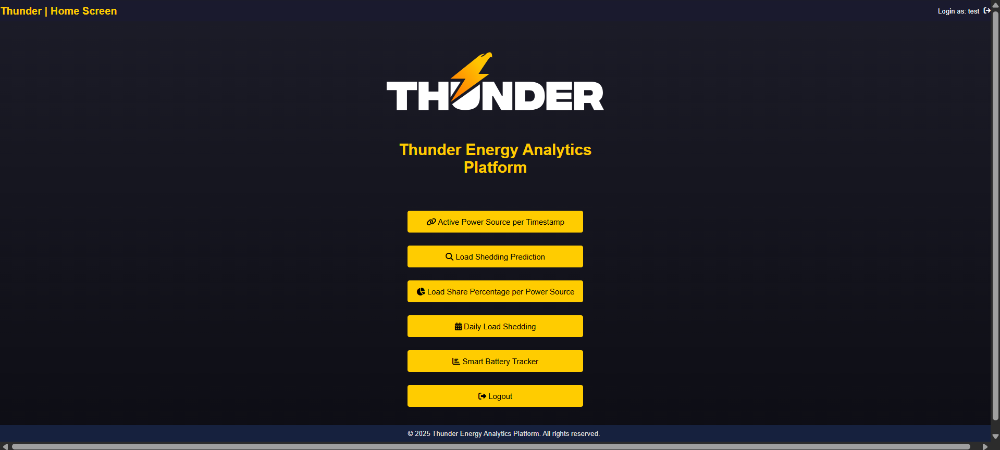 Thunder | Home Screen
Login as: test
THUNDER
Thunder Energy Analytics
Platform
Active Power Source per Timestamp
Load Shedding Prediction
Load Share Percentage per Power Source
Daily Load Shedding
Smart Battery Tracker
Logout
© 2025 Thunder Energy Analytics Platform. All rights reserved.